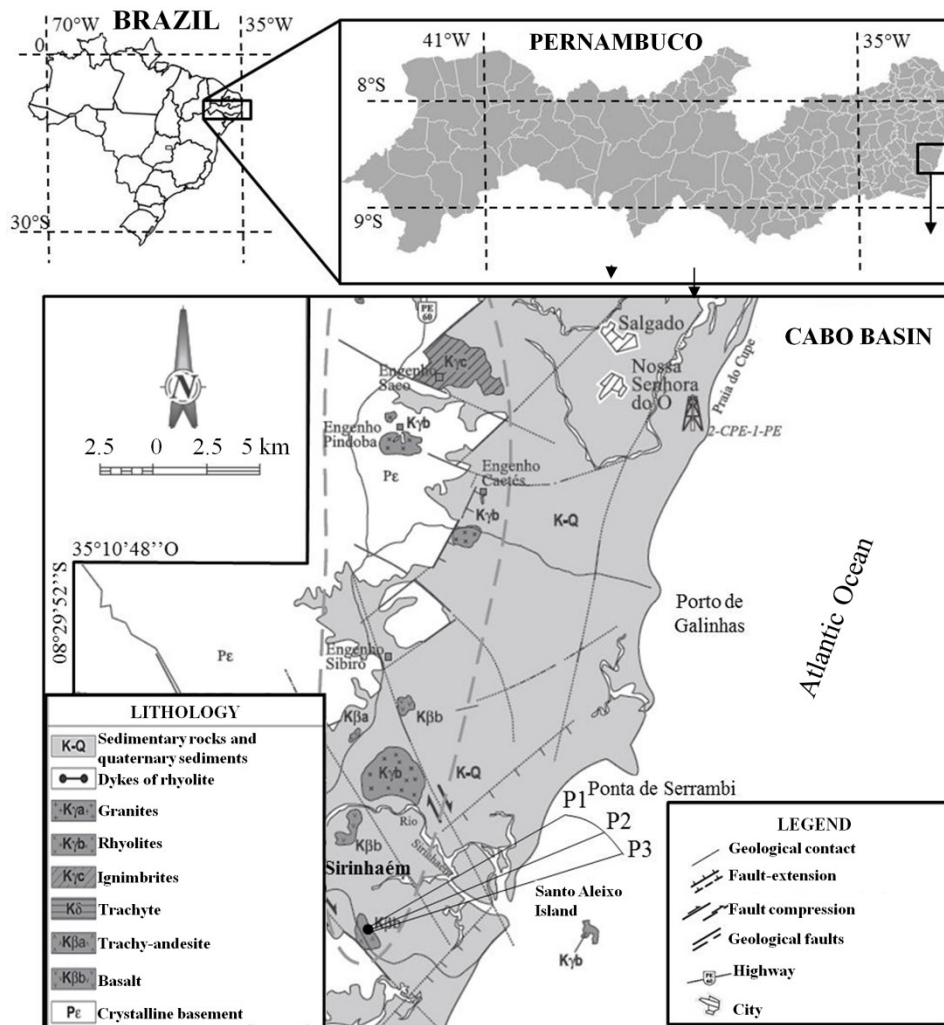 BRAZIL
70°W
35°W
0
30°S
PERNAMBUCO
41°W
35°W
8°S
9°S
CABO BASIN
N
2.5 0 2.5 5 km
35°10'48''O
08°29'52''S
PE
60
Salgado
Nossa
Senhora
do Ó
Praia do Cupe
2-CPE-1-PE
Kγc
Engenho
Saco
Engenho
Pindoba
Kγb
Pε
Engenho
Caetés
Kγb
K-Q
Porto de
Galinhas
Atlantic Ocean
Pε
Engenho
Sibiró
Kβa
Kβb
Kγb
K-Q
Ponta de Serrambi
P1
P2
P3
Rio
Sirinhaém
Kβb
Sirinhaém
Kβb
Santo Aleixo
Island
Kγb
LITHOLOGY
K-Q Sedimentary rocks and
quaternary sediments
Dykes of rhyolite
Kγa Granites
Kγb Rhyolites
Kγc Ignimbrites
Kδ Trachyte
Kβa Trachy-andesite
Kβb Basalt
Pε Crystalline basement
LEGEND
Geological contact
Fault-extension
Fault compression
Geological faults
PE
60
Highway
City